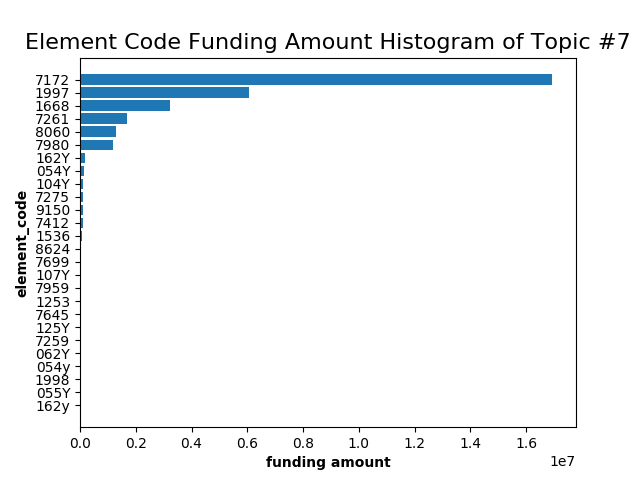 Element Code Funding Amount Histogram of Topic #7
7172
1997
1668
7261
8060
7980
162Y
054Y
104Y
7275
9150
7412
1536
8624
7699
107Y
7959
1253
7645
125Y
7259
062Y
054y
1998
055Y
162y
element_code
0.0 0.2 0.4 0.6 0.8 1.0 1.2 1.4 1.6
1e7
funding amount